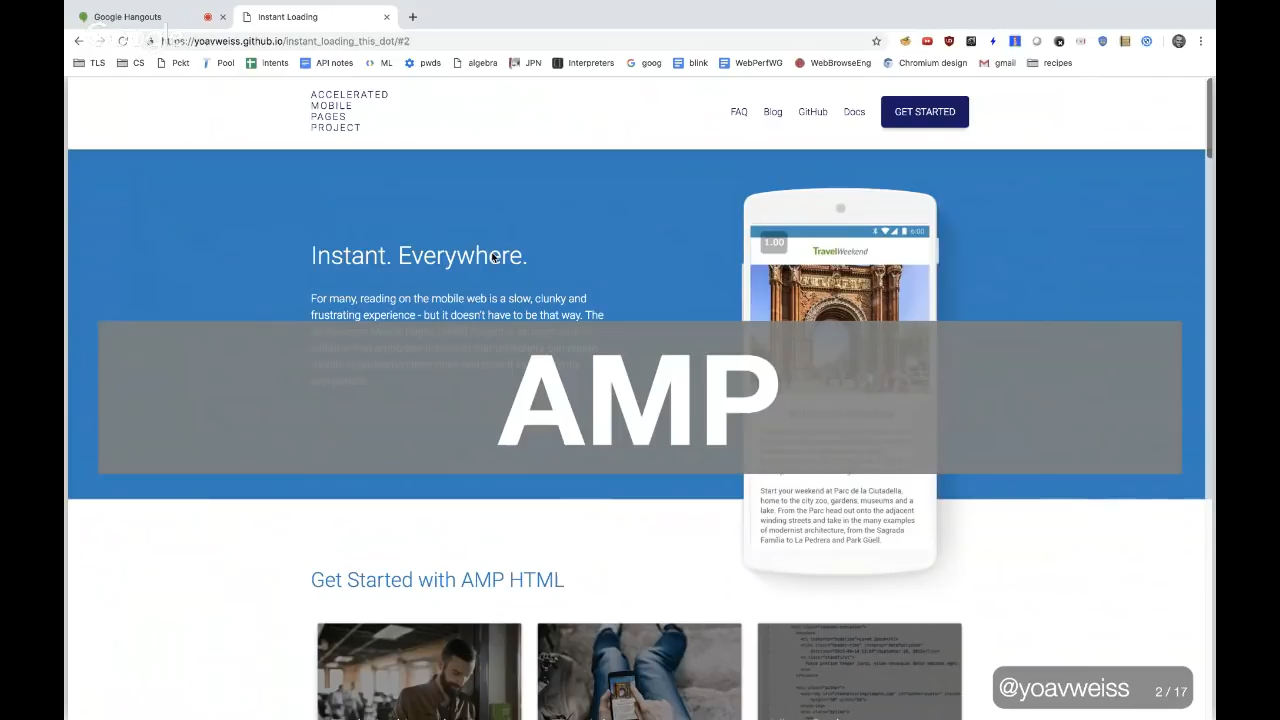 Google Hangouts
Instant Loading
https://yoavweiss.github.io/instant_loading_this_dot/#2
TLS CS Pckt Pool Intents API notes ML pwds algebra JPN Interpreters goog blink WebPerfWG WebBrowseEng Chromium design gmail recipes
ACCELERATED
MOBILE
PAGES
PROJECT
FAQ Blog GitHub Docs GET STARTED
6:00
1.00
TravelWeekend
Instant. Everywhere.
For many, reading on the mobile web is a slow, clunky and
frustrating experience - but it doesn't have to be that way. The
AMP
Start your weekend at Parc de la Ciutadella,
home to the city zoo, gardens, museums and a
lake. From the Parc head out onto the adjacent
winding streets and take in the many examples
of modernist architecture, from the Sagrada
Família to La Pedrera and Park Güell.
Get Started with AMP HTML
@yoavweiss 2 / 17